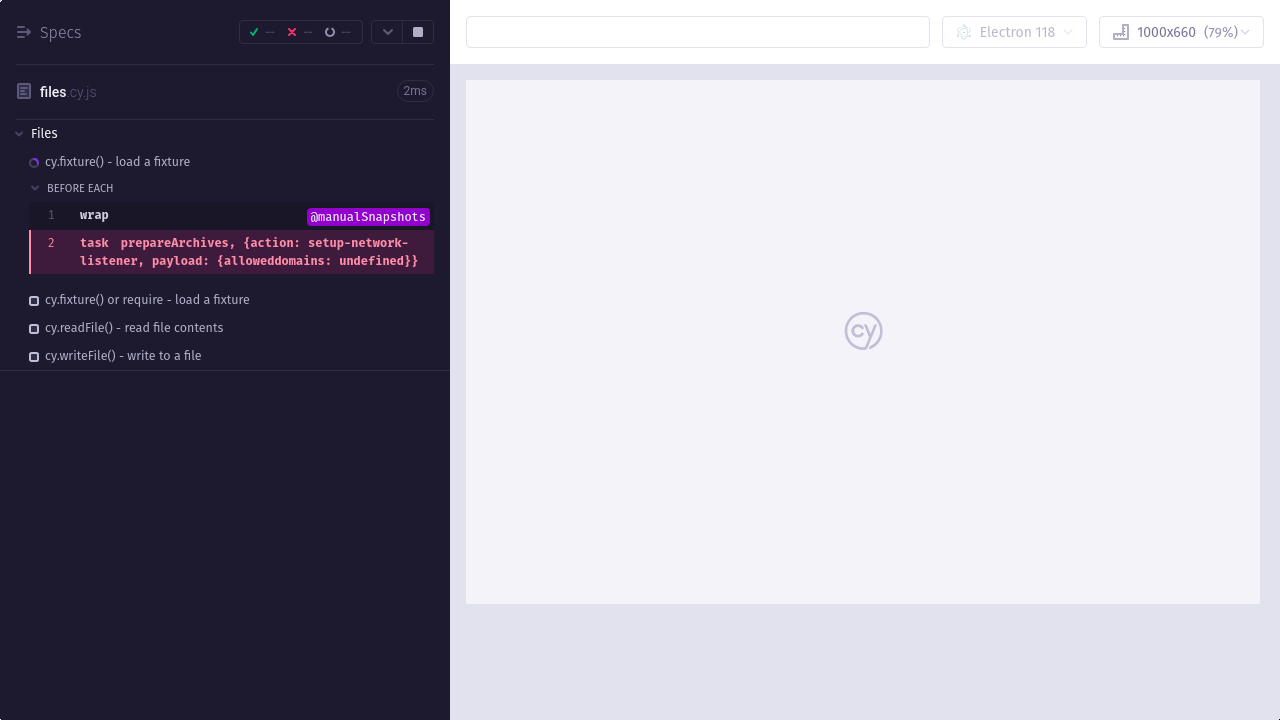 Specs
-- -- --
files.cy.js
2ms
Files
cy.fixture() - load a fixture
BEFORE EACH
1 wrap @manualSnapshots
2 task prepareArchives, {action: setup-network-
listener, payload: {alloweddomains: undefined}}
cy.fixture() or require - load a fixture
cy.readFile() - read file contents
cy.writeFile() - write to a file
Electron 118
1000x660 (79%)
cy